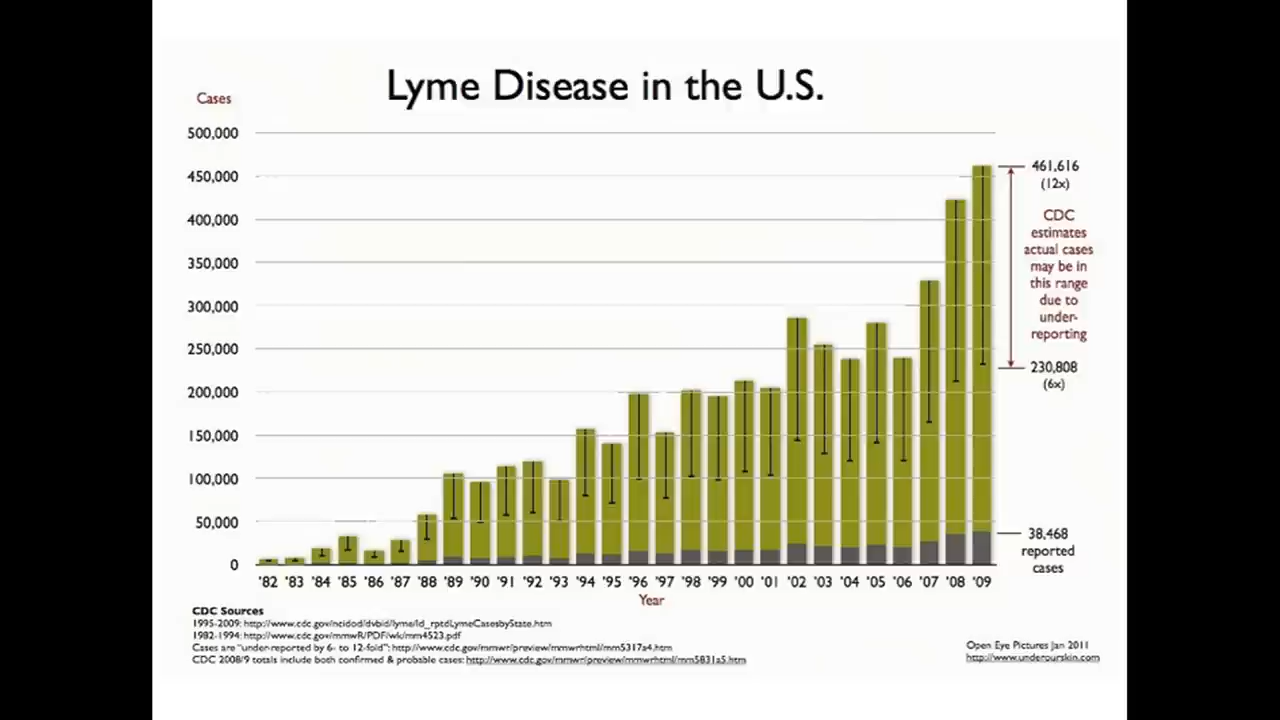 Lyme Disease in the U.S.
Cases
500,000
450,000
400,000
350,000
300,000
250,000
200,000
150,000
100,000
50,000
0
461,616
(12x)
CDC
estimates
actual cases
may be in
this range
due to
under-
reporting
230,808
(6x)
38,468
reported
cases
'82 '83 '84 '85 '86 '87 '88 '89 '90 '91 '92 '93 '94 '95 '96 '97 '98 '99 '00 '01 '02 '03 '04 '05 '06 '07 '08 '09
Year
CDC Sources
1995-2009: http://www.cdc.gov/ncidod/dvbid/lyme/ld_rptdLymeCasesbyState.htm
1982-1994: http://www.cdc.gov/mmwR/PDF/wk/mm4523.pdf
Cases are "under-reported by 6- to 12-fold": http://www.cdc.gov/mmwr/preview/mmwrhtml/mm5317a4.htm
CDC 2008/9 totals include both confirmed & probable cases: http://www.cdc.gov/mmwr/preview/mmwrhtml/mm5831a5.htm
Open Eye Pictures Jan 2011
http://www.underourskin.com